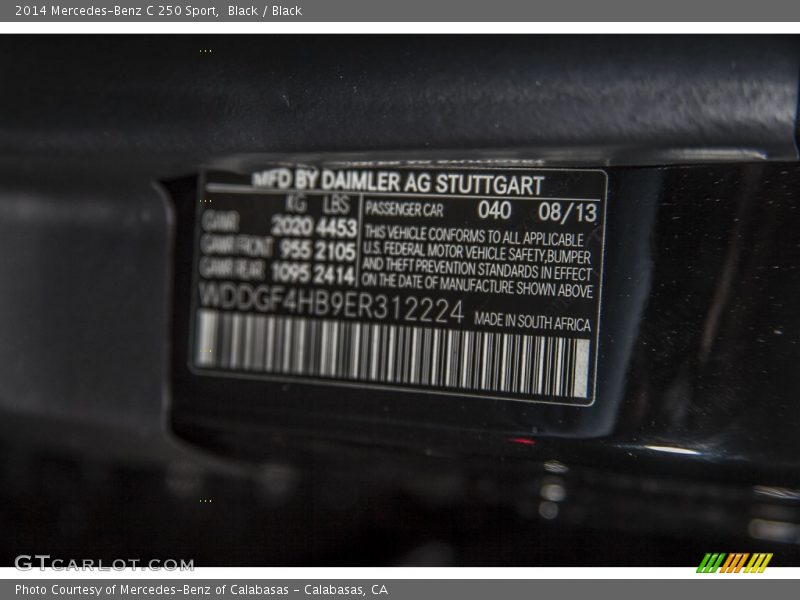 2014 Mercedes-Benz C 250 Sport,  Black / Black
MFD BY DAIMLER AG STUTTGART
KG LBS
PASSENGER CAR 040 08/13
GVWR 2020 4453
GAWR FRONT 955 2105
GAWR REAR 1095 2414
THIS VEHICLE CONFORMS TO ALL APPLICABLE
U.S. FEDERAL MOTOR VEHICLE SAFETY,BUMPER
AND THEFT PREVENTION STANDARDS IN EFFECT
ON THE DATE OF MANUFACTURE SHOWN ABOVE
WDDGF4HB9ER312224
MADE IN SOUTH AFRICA
GTCARLOT.COM
Photo Courtesy of Mercedes-Benz of Calabasas - Calabasas, CA